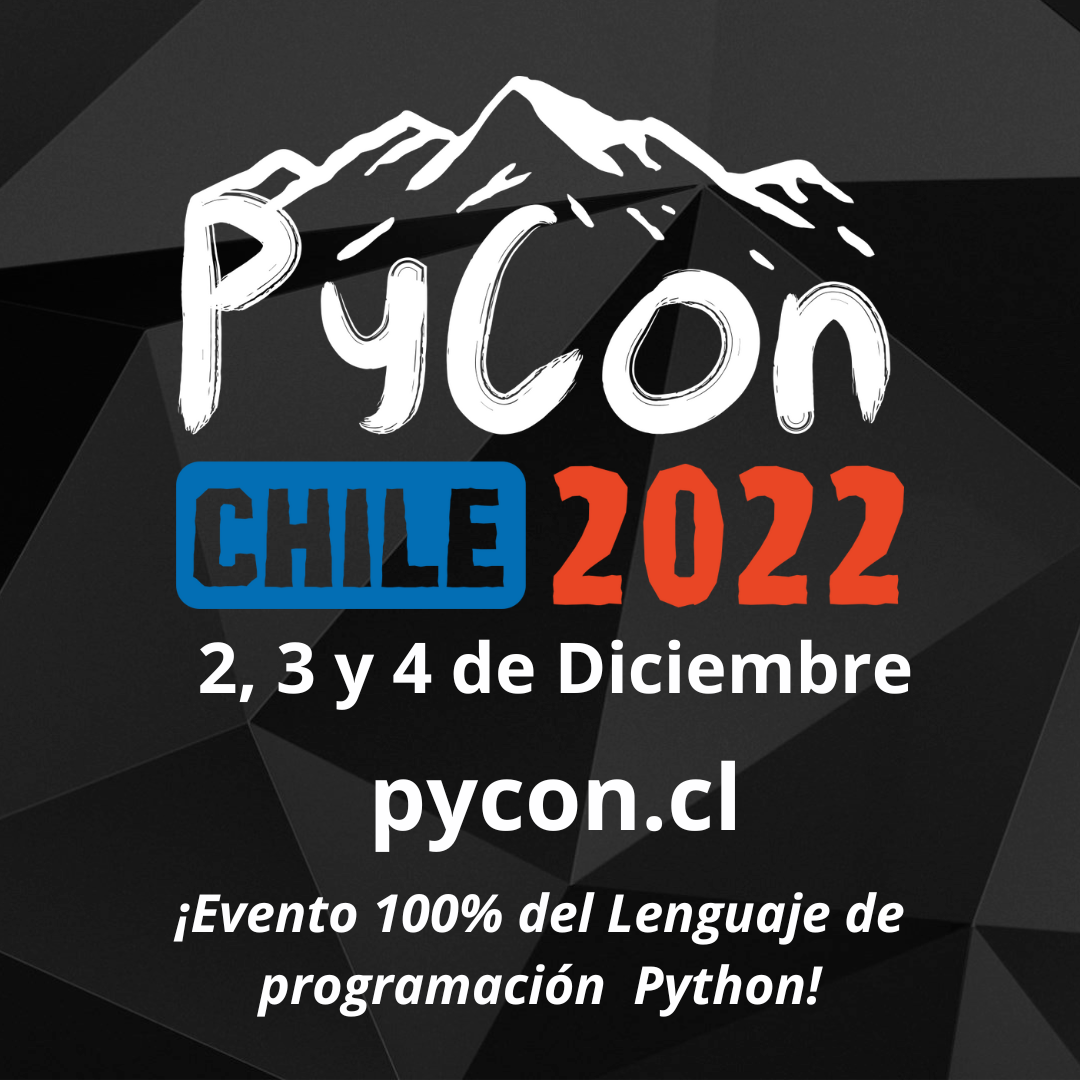 PyCon
CHILE 2022
2, 3 y 4 de Diciembre
pycon.cl
¡Evento 100% del Lenguaje de
programación Python!